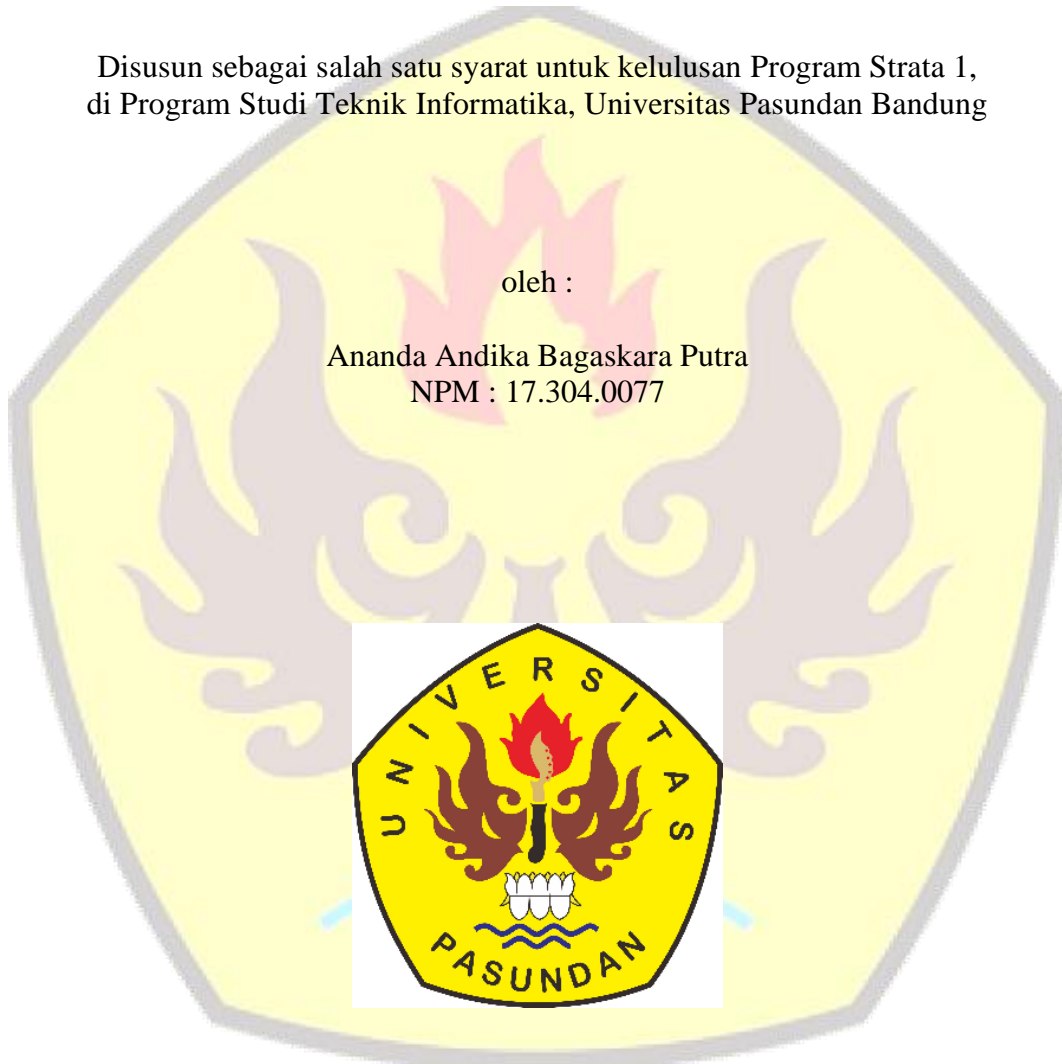 Disusun sebagai salah satu syarat untuk kelulusan Program Strata 1,
di Program Studi Teknik Informatika, Universitas Pasundan Bandung
oleh :
Ananda Andika Bagaskara Putra
NPM : 17.304.0077
UNIVERSITAS
PASUNDAN